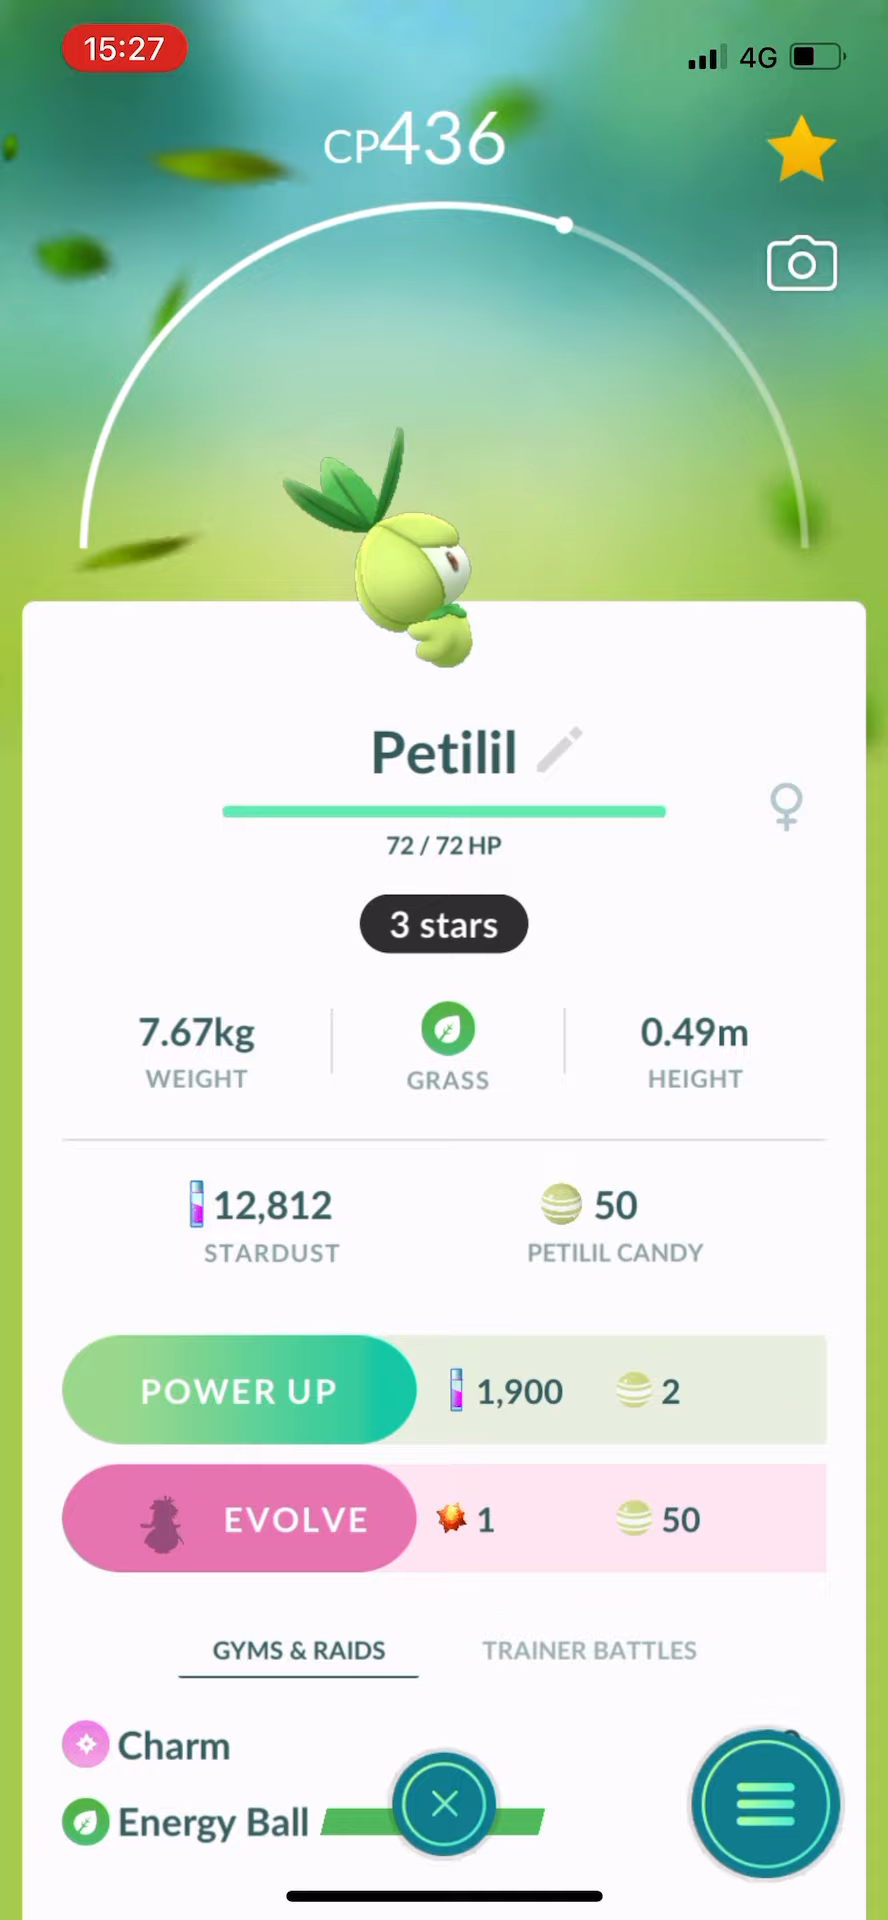 15:27
4G
CP436
Petilil
72 / 72 HP
3 stars
7.67kg
WEIGHT
GRASS
0.49m
HEIGHT
12,812
STARDUST
50
PETILIL CANDY
POWER UP
1,900
2
EVOLVE
1
50
GYMS & RAIDS
TRAINER BATTLES
Charm
Energy Ball